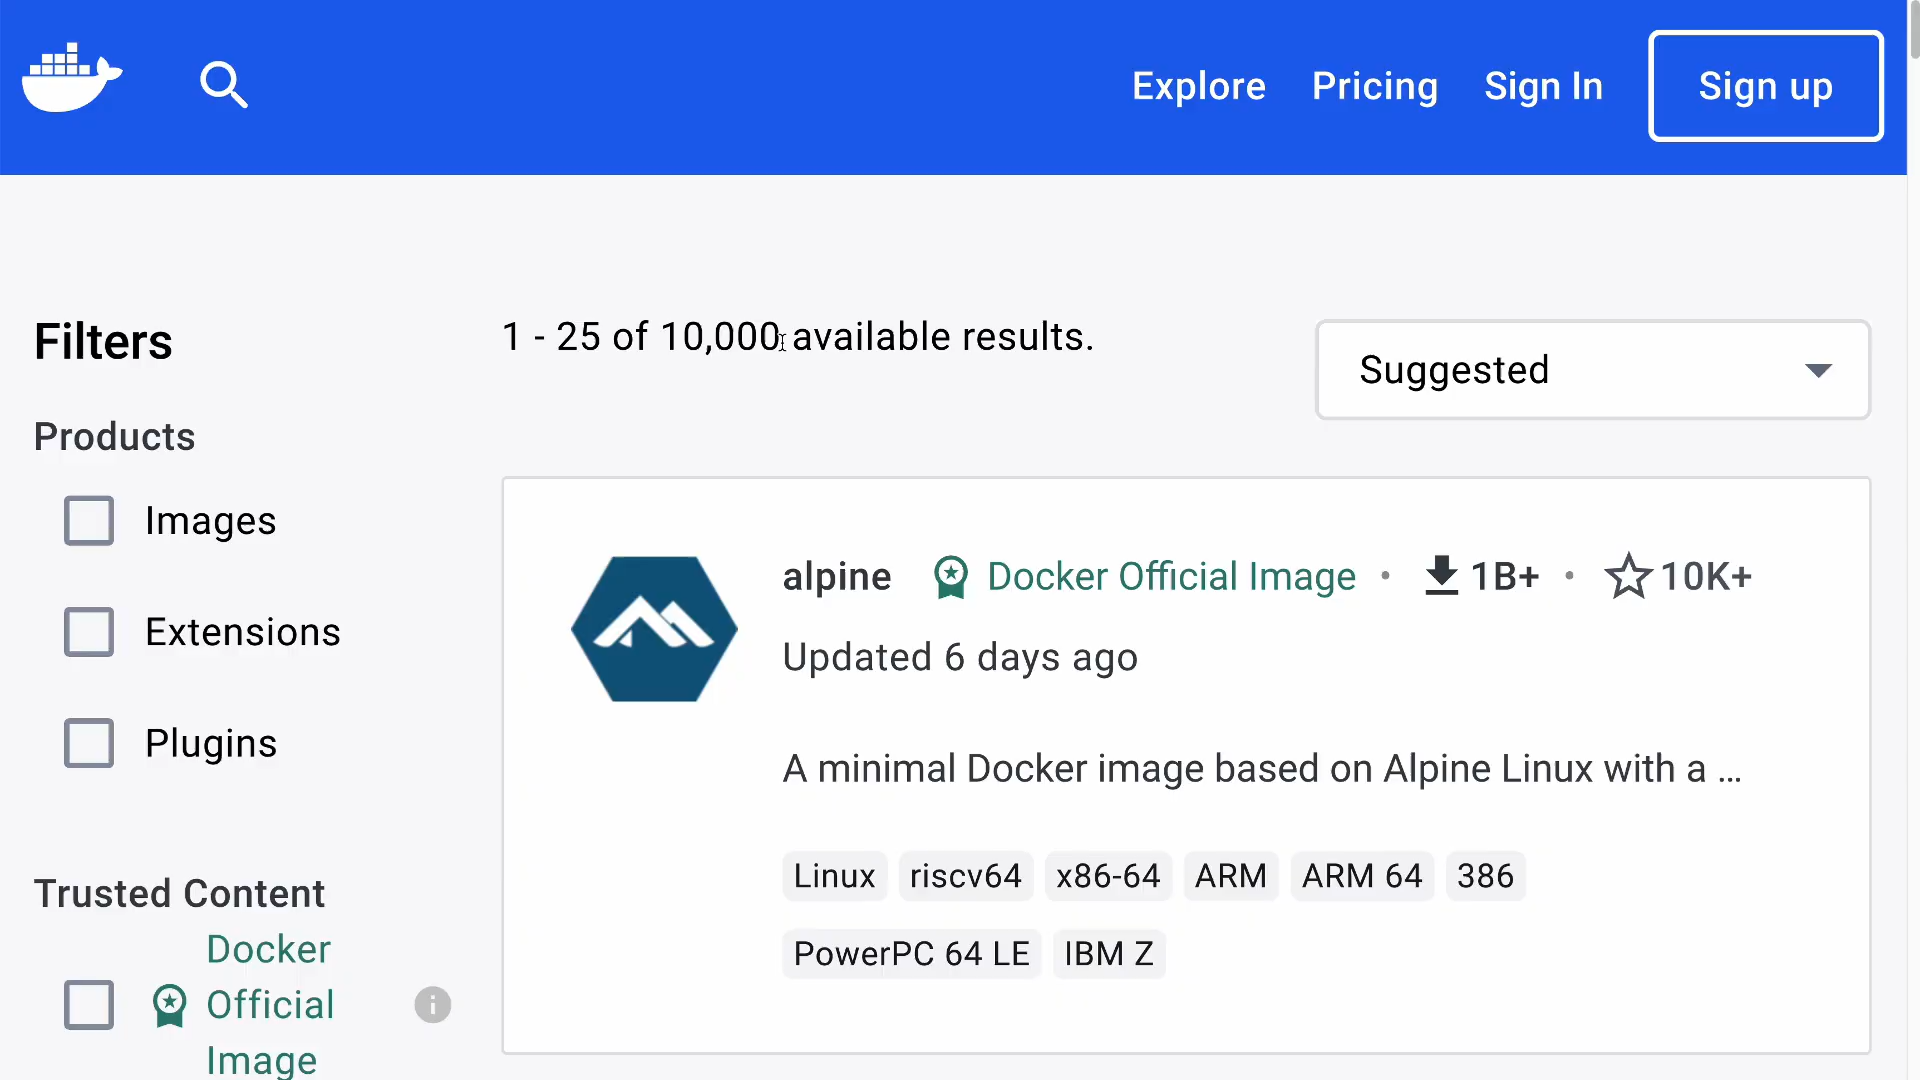 Explore Pricing Sign In Sign up
Filters
1 - 25 of 10,000 available results.
Suggested
Products
Images
Extensions
Plugins
Trusted Content
Docker
Official
Image
alpine Docker Official Image • 1B+ • 10K+
Updated 6 days ago
A minimal Docker image based on Alpine Linux with a ...
Linux riscv64 x86-64 ARM ARM 64 386
PowerPC 64 LE IBM Z